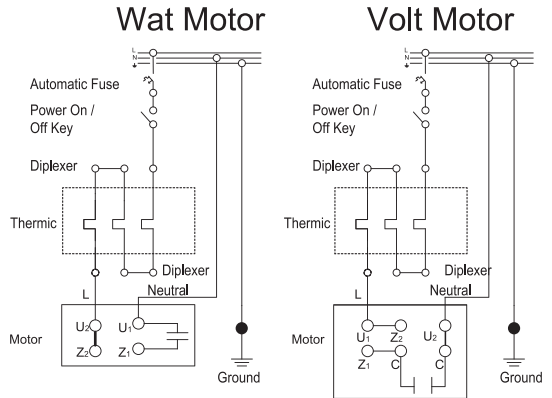 Wat Motor
L
N
Automatic Fuse
Power On /
Off Key
Diplexer
Thermic
Diplexer
L
Neutral
Motor
U2
U1
Z2
Z1
Ground
Volt Motor
L
N
Automatic Fuse
Power On /
Off Key
Diplexer
Thermic
Diplexer
L
Neutral
Motor
U1
Z2
U2
Z1
C
C
Ground